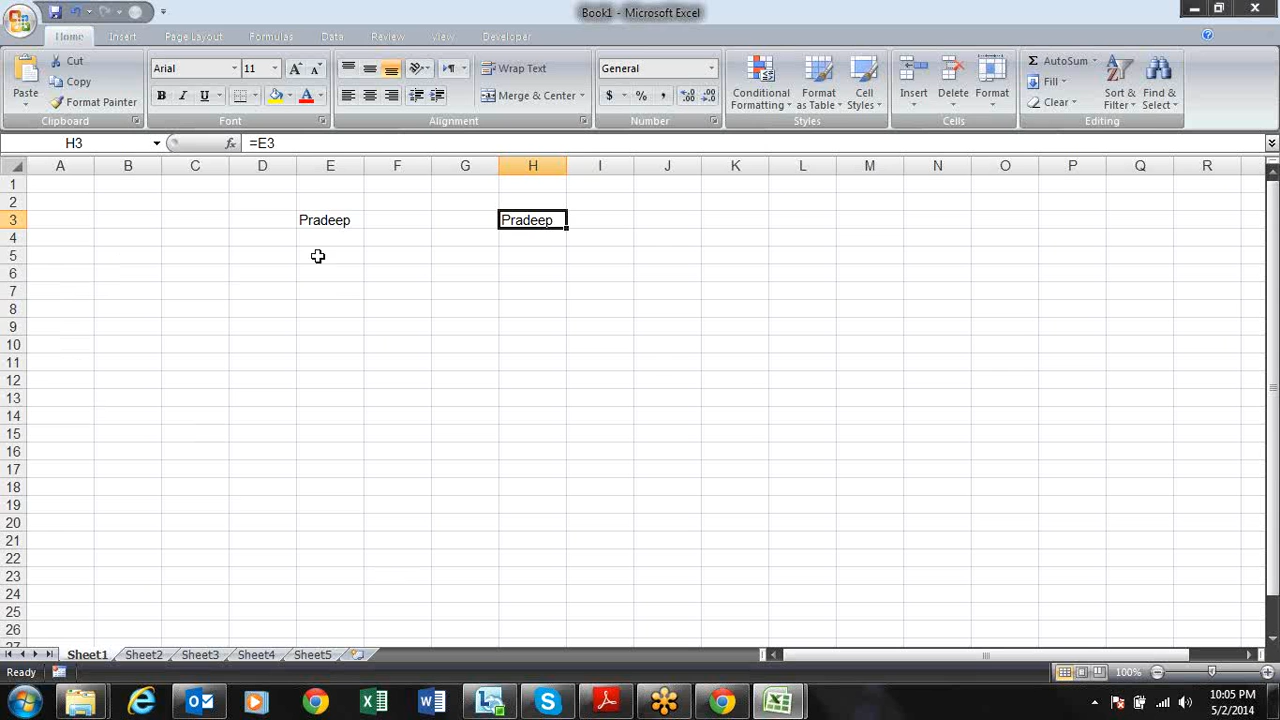 Book1 - Microsoft Excel
Home Insert Page Layout Formulas Data Review View Developer
Paste Cut Copy Format Painter
Arial 11 B I U
Wrap Text
Merge & Center
General
$ % ,
Conditional Formatting Format as Table Cell Styles
Insert Delete Format
Σ AutoSum Fill Clear
Sort & Filter Find & Select
Clipboard Font Alignment Number Styles Cells Editing
H3 fx =E3
A B C D E F G H I J K L M N O P Q R
1
2
3 Pradeep Pradeep
4
5
6
7
8
9
10
11
12
13
14
15
16
17
18
19
20
21
22
23
24
25
26
27
Sheet1 Sheet2 Sheet3 Sheet4 Sheet5
Ready 100%
10:05 PM
5/2/2014